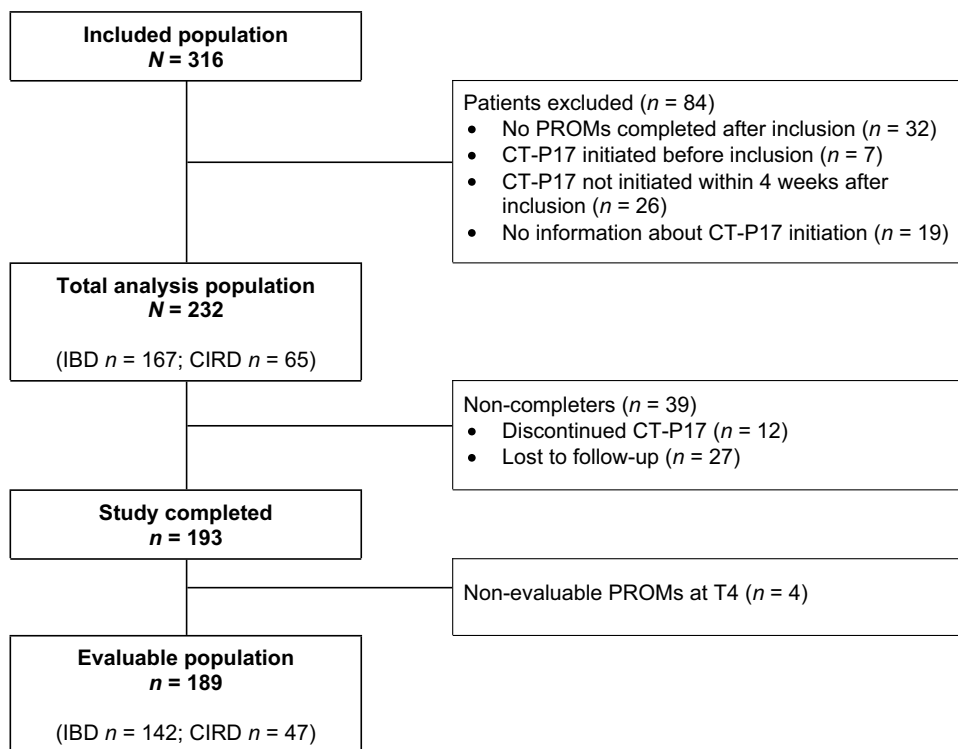 Included population
N = 316
Patients excluded (n = 84)
• No PROMs completed after inclusion (n = 32)
• CT-P17 initiated before inclusion (n = 7)
• CT-P17 not initiated within 4 weeks after
inclusion (n = 26)
• No information about CT-P17 initiation (n = 19)
Total analysis population
N = 232
(IBD n = 167; CIRD n = 65)
Non-completers (n = 39)
• Discontinued CT-P17 (n = 12)
• Lost to follow-up (n = 27)
Study completed
n = 193
Non-evaluable PROMs at T4 (n = 4)
Evaluable population
n = 189
(IBD n = 142; CIRD n = 47)